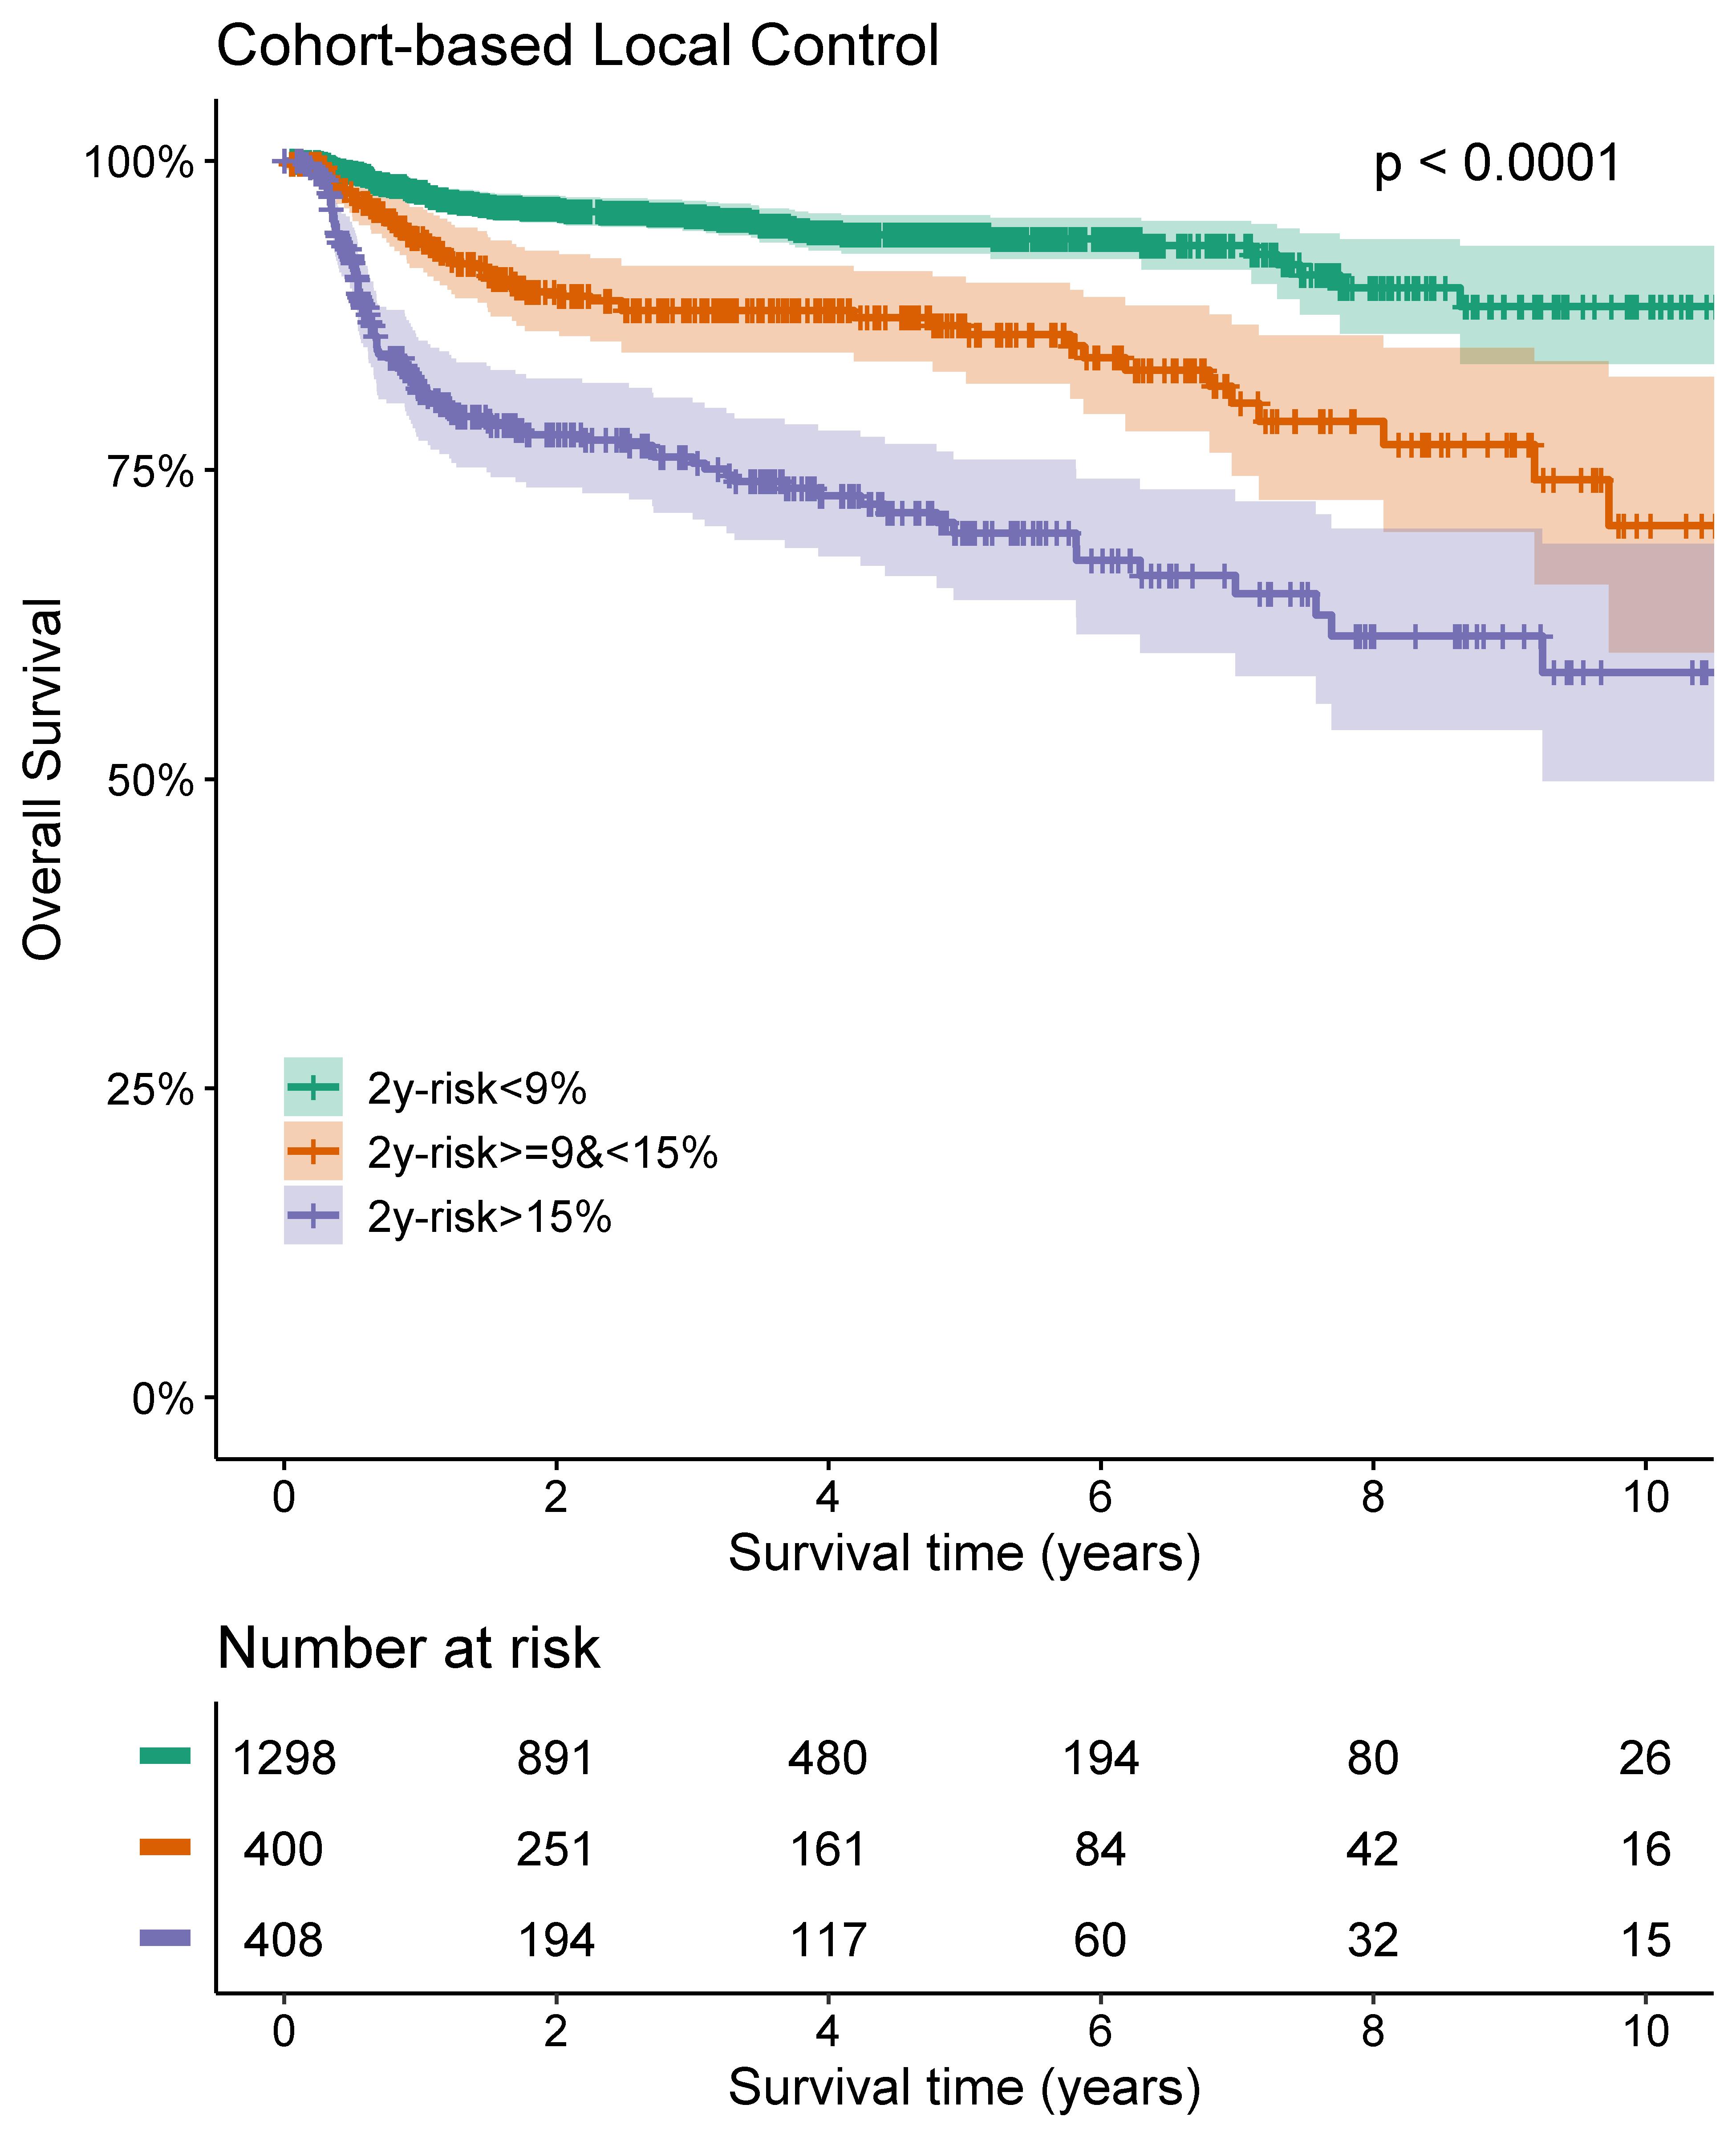 Cohort-based Local Control
p < 0.0001
100%
75%
50%
25%
0%
Overall Survival
2y-risk<9%
2y-risk>=9&<15%
2y-risk>15%
0 2 4 6 8 10
Survival time (years)
Number at risk
1298 891 480 194 80 26
400 251 161 84 42 16
408 194 117 60 32 15
0 2 4 6 8 10
Survival time (years)